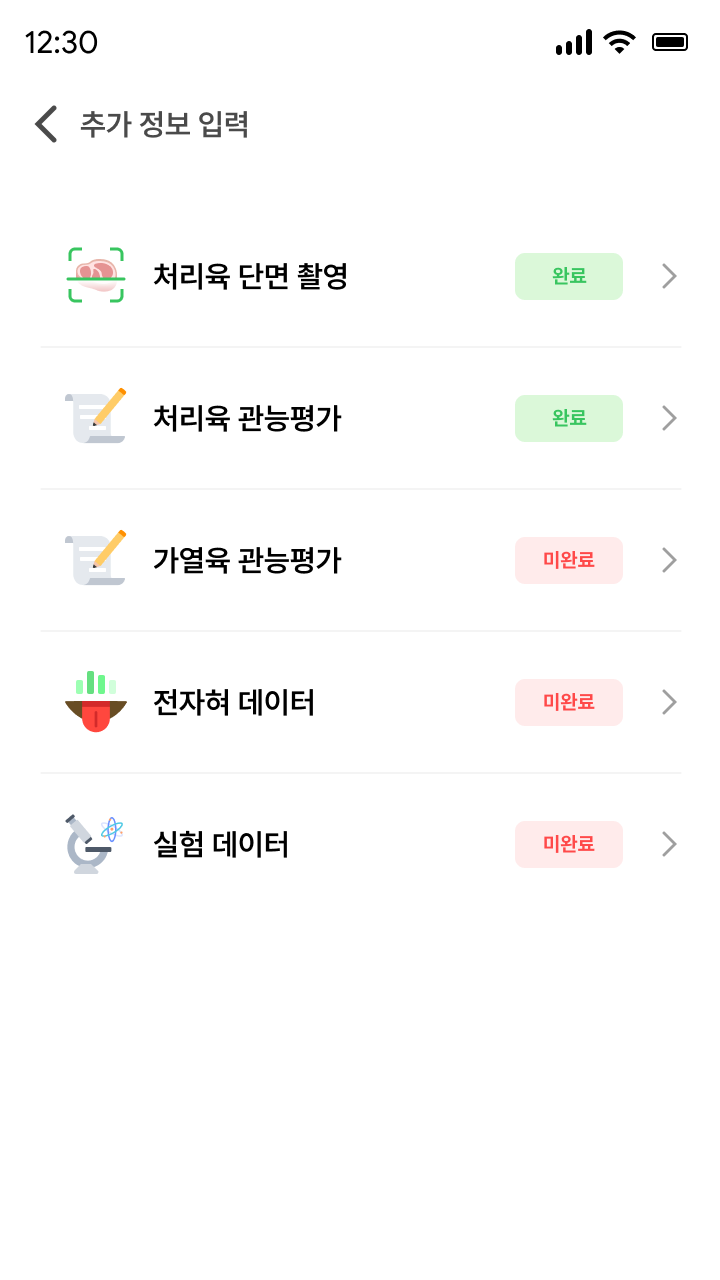 12:30
추가 정보 입력
처리육 단면 촬영
완료
처리육 관능평가
완료
가열육 관능평가
미완료
전자혀 데이터
미완료
실험 데이터
미완료